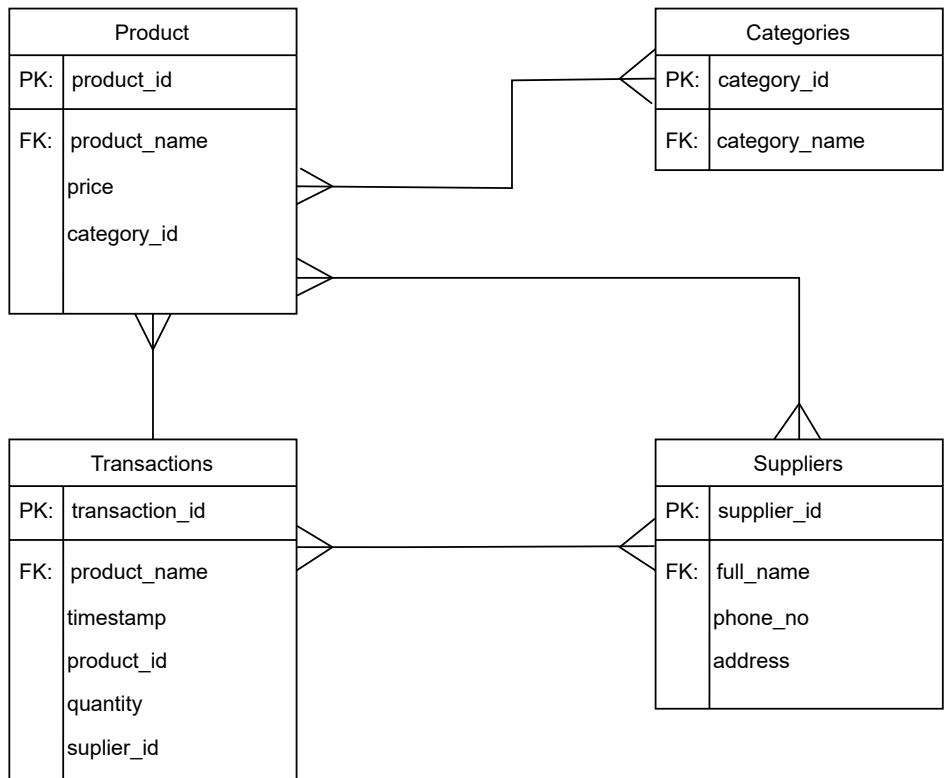 Product
PK: product_id
FK: product_name
price
category_id
Categories
PK: category_id
FK: category_name
Transactions
PK: transaction_id
FK: product_name
timestamp
product_id
quantity
suplier_id
Suppliers
PK: supplier_id
FK: full_name
phone_no
address